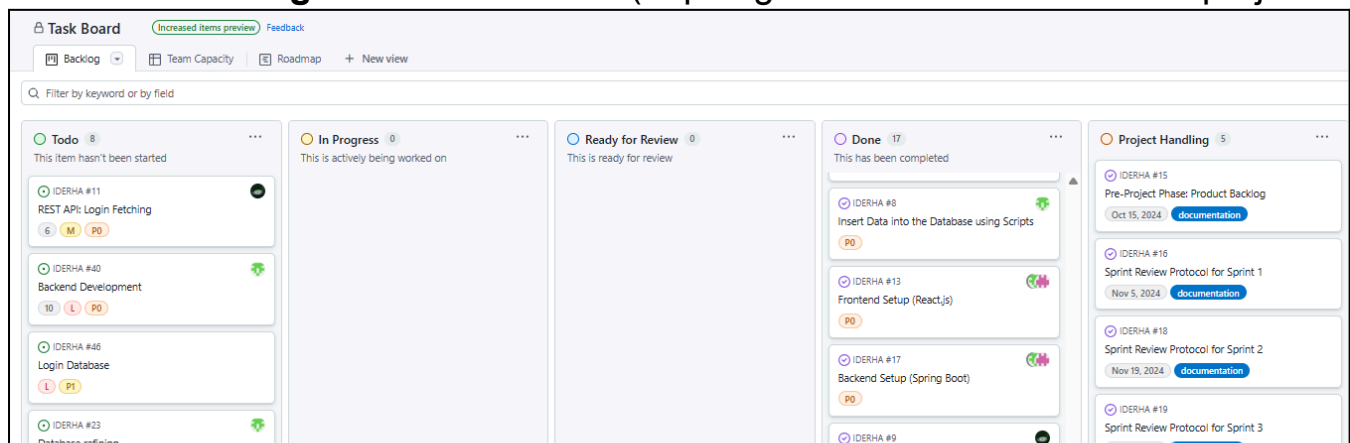 Task Board Increased items preview Feedback
Backlog Team Capacity Roadmap + New view
Filter by keyword or by field
Todo 8 ...
This item hasn't been started
IDERHA #11
REST API: Login Fetching
6 M P0
IDERHA #40
Backend Development
10 L P0
IDERHA #46
Login Database
L P1
IDERHA #23
Database refining
In Progress 0 ...
This is actively being worked on
Ready for Review 0 ...
This is ready for review
Done 17 ...
This has been completed
IDERHA #8
Insert Data into the Database using Scripts
P0
IDERHA #13
Frontend Setup (React.js)
P0
IDERHA #17
Backend Setup (Spring Boot)
P0
IDERHA #9
Project Handling 5 ...
IDERHA #15
Pre-Project Phase: Product Backlog
Oct 15, 2024 documentation
IDERHA #16
Sprint Review Protocol for Sprint 1
Nov 5, 2024 documentation
IDERHA #18
Sprint Review Protocol for Sprint 2
Nov 19, 2024 documentation
IDERHA #19
Sprint Review Protocol for Sprint 3